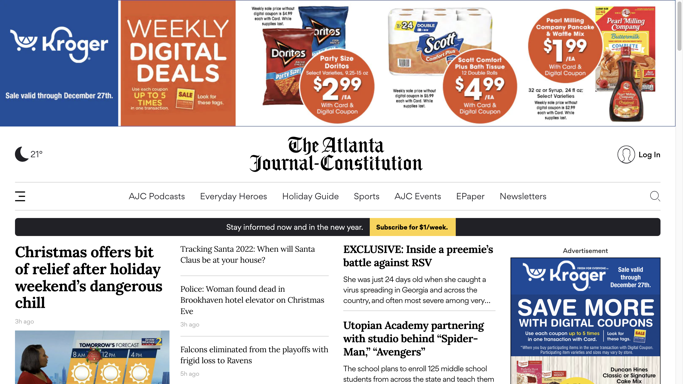 Kroger
Sale valid through December 27th.
WEEKLY
DIGITAL
DEALS
Use each coupon
UP TO 5
TIMES
in one transaction.
SALE
Look for
these tags.
Weekly sale price without
digital coupon is $3.99
each with Card. While
supplies last.
Doritos
Doritos
Party Size
Party Size
Doritos
Select Varieties, 9.25-15 oz
$2.99
/EA
With Card &
Digital Coupon
24 DOUBLE
Scott
ComfortPlus
Weekly sale price without
digital coupon is $5.99
each with Card. While
supplies last.
Scott Comfort
Plus Bath Tissue
12 Double Rolls
$4.99
/EA
With Card &
Digital Coupon
Pearl Milling
Company Pancake
& Waffle Mix
$1.99
/EA
With Card &
Digital Coupon
32 oz or Syrup, 24 fl oz;
Select Varieties
Weekly sale price without
digital coupon is $2.99
each with Card. While
supplies last.
Pearl Milling
Company
Buttermilk
COMPLETE
21°
The Atlanta
Journal-Constitution
Log In
AJC Podcasts
Everyday Heroes
Holiday Guide
Sports
AJC Events
EPaper
Newsletters
Stay informed now and in the new year.
Subscribe for $1/week.
Christmas offers bit
of relief after holiday
weekend's dangerous
chill
3h ago
TOMORROW'S FORECAST
8 AM
12 PM
4 PM
Tracking Santa 2022: When will Santa
Claus be at your house?
Police: Woman found dead in
Brookhaven hotel elevator on Christmas
Eve
2h ago
Falcons eliminated from the playoffs with
frigid loss to Ravens
5h ago
EXCLUSIVE: Inside a preemie's
battle against RSV
She was just 24 days old when she caught a
virus spreading in Georgia and across the
country, and often most severe among very...
Utopian Academy partnering
with studio behind “Spider-
Man,” “Avengers”
The school plans to enroll 125 middle school
students from across the state and teach them
Advertisement
Kroger
Sale valid
through
December 27th.
SAVE MORE
WITH DIGITAL COUPONS
Use each coupon up to 5 times
in one transaction.
Look for
these tags
SALE
Duncan Hines
Classic or Signature
Cake Mix